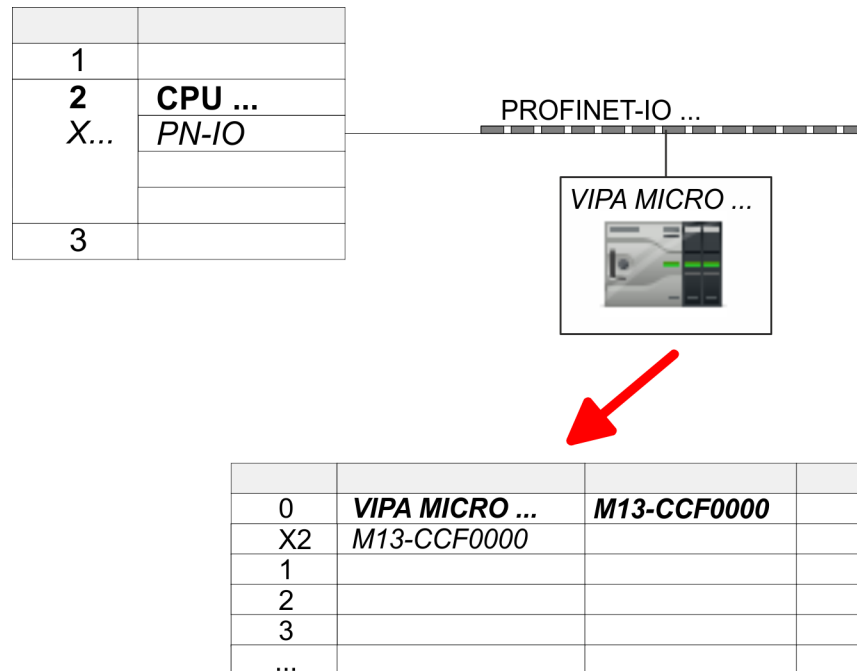 1
2 CPU ...
X... PN-IO
3
PROFINET-IO ...
VIPA MICRO ...
0 VIPA MICRO ... M13-CCF0000
X2 M13-CCF0000
1
2
3
...